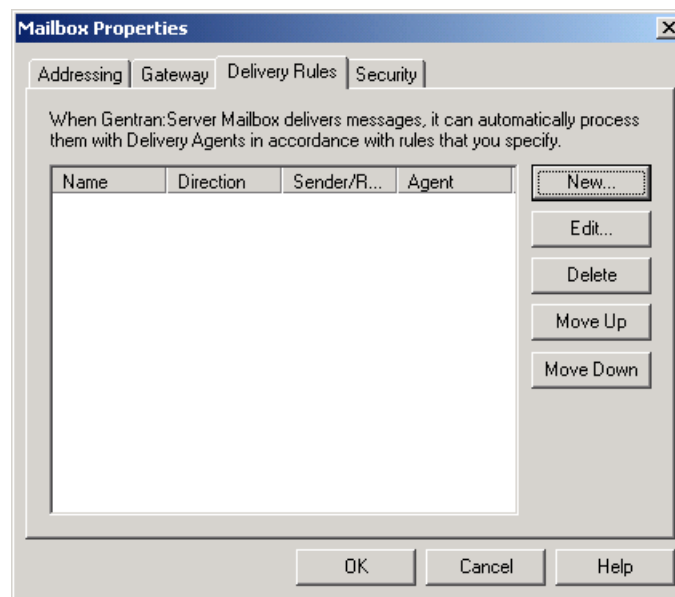 Mailbox Properties
Addressing Gateway Delivery Rules Security
When Gentran:Server Mailbox delivers messages, it can automatically process
them with Delivery Agents in accordance with rules that you specify.
Name Direction Sender/R... Agent
New...
Edit...
Delete
Move Up
Move Down
OK Cancel Help